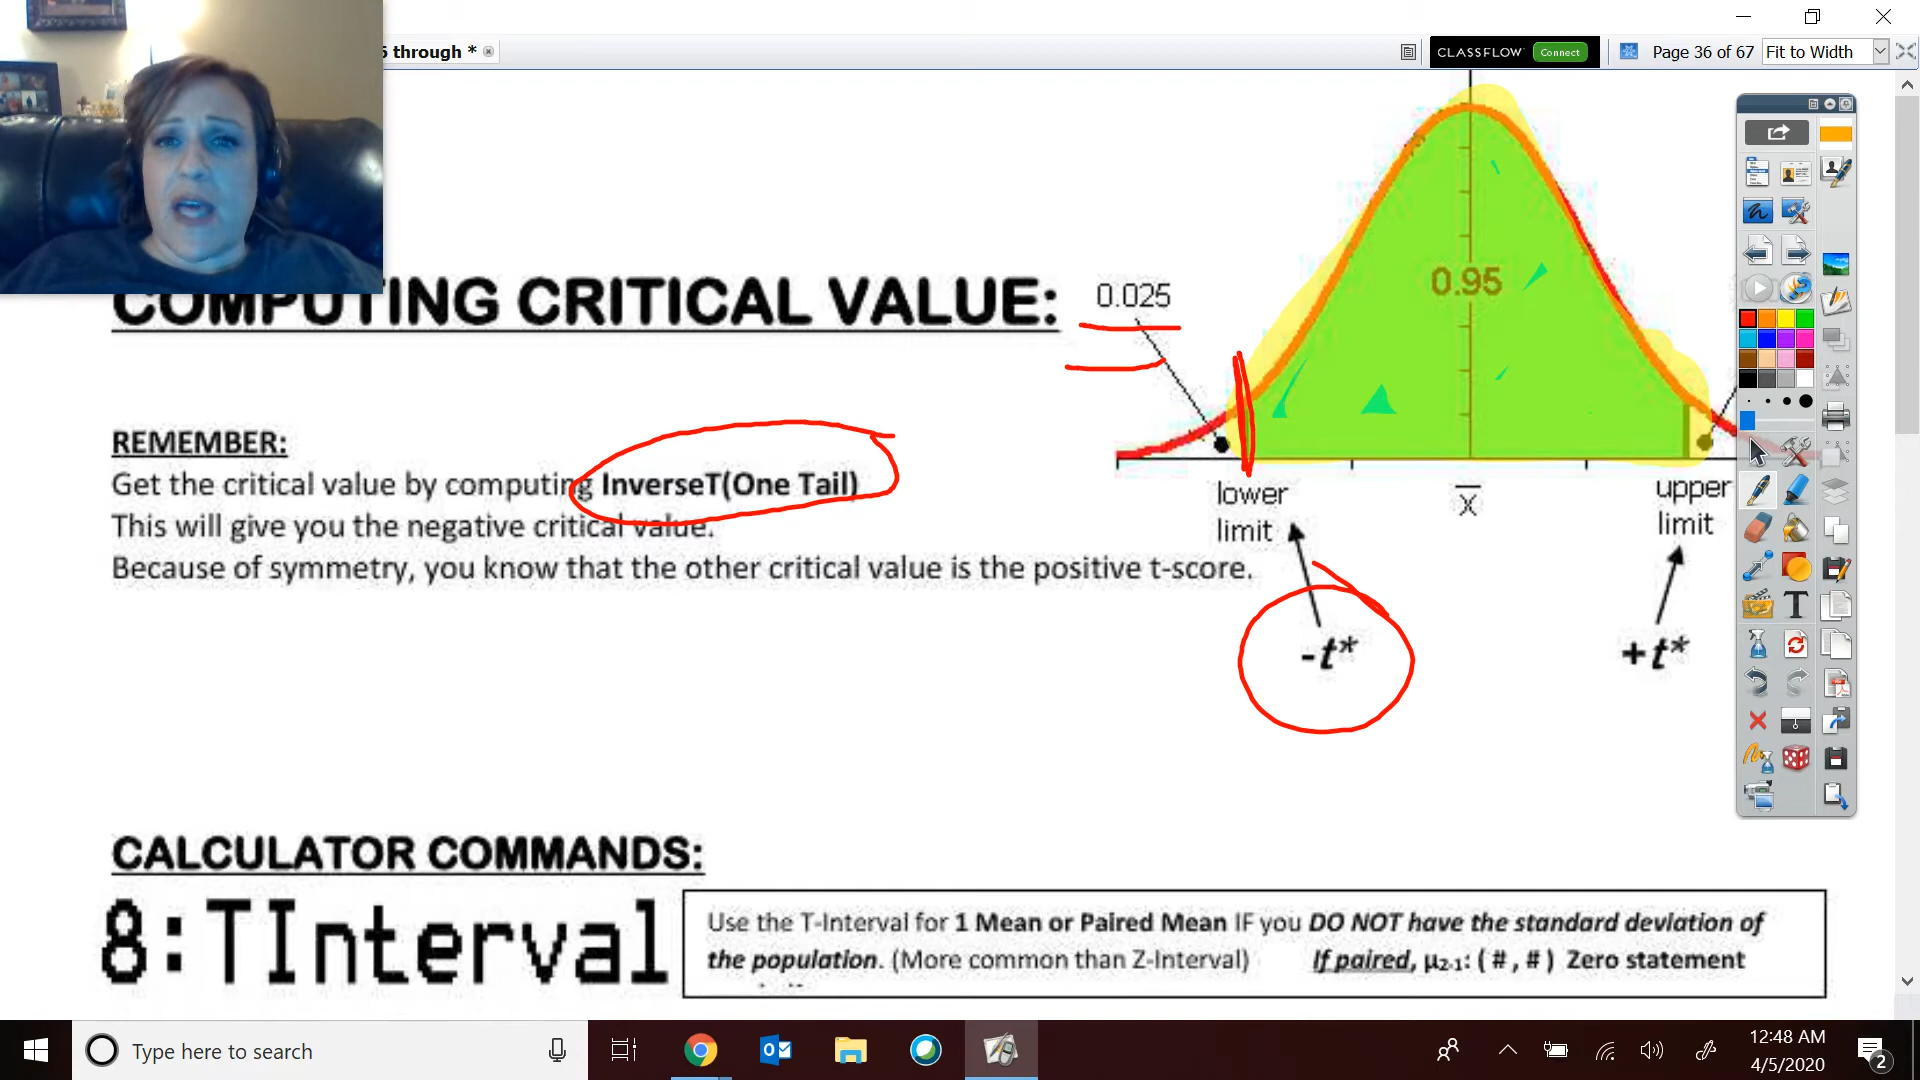 5 through *
CLASSFLOW Connect
Page 36 of 67
Fit to Width
COMPUTING CRITICAL VALUE:
0.025
0.95
REMEMBER:
Get the critical value by computing InverseT(One Tail)
This will give you the negative critical value.
Because of symmetry, you know that the other critical value is the positive t-score.
lower
limit
x
upper
limit
-t*
+t*
CALCULATOR COMMANDS:
8:TInterval
Use the T-Interval for 1 Mean or Paired Mean IF you DO NOT have the standard deviation of
the population. (More common than Z-Interval) If paired, μ2-1: ( # , # ) Zero statement
Type here to search
12:48 AM
4/5/2020
2